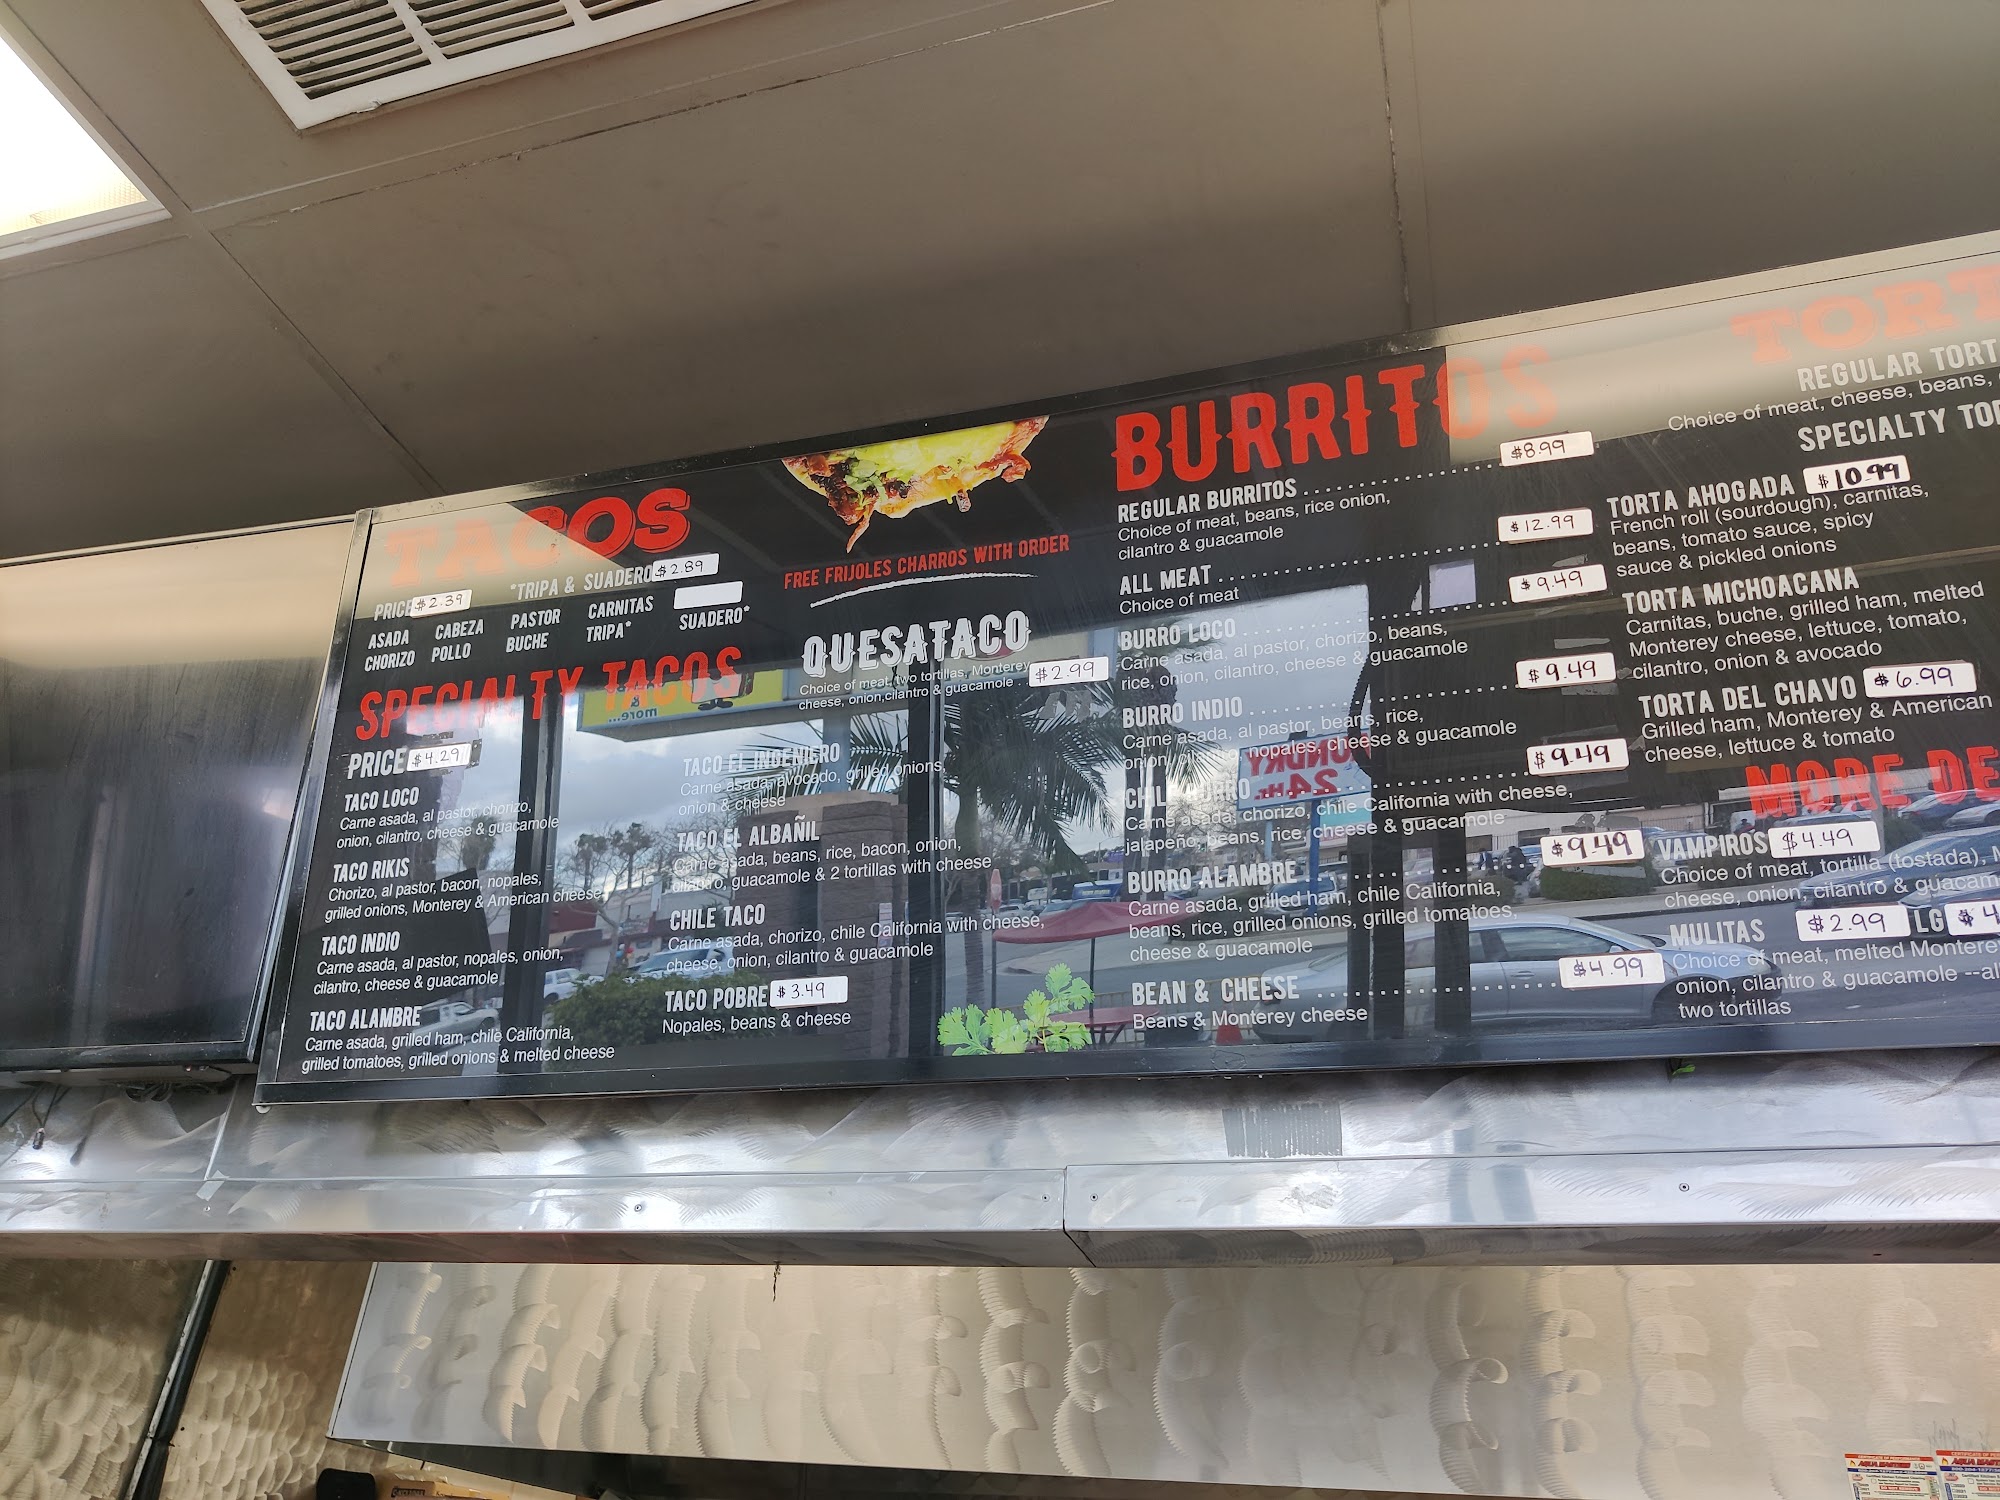 TACOS
*TRIPA & SUADERO $2.89
PRICE $2.39
ASADA CABEZA PASTOR CARNITAS SUADERO*
CHORIZO POLLO BUCHE TRIPA*
SPECIALTY TACOS
PRICE $4.29
TACO LOCO
Carne asada, al pastor, chorizo,
onion, cilantro, cheese & guacamole
TACO RIKIS
Chorizo, al pastor, bacon, nopales,
grilled onions, Monterey & American cheese
TACO INDIO
Carne asada, al pastor, nopales, onion,
cilantro, cheese & guacamole
TACO ALAMBRE
Carne asada, grilled ham, chile California,
grilled tomatoes, grilled onions & melted cheese
TACO EL INGENIERO
Carne asada, avocado, grilled onions,
onion & cheese
TACO EL ALBAÑIL
Carne asada, beans, rice, bacon, onion,
cilantro, guacamole & 2 tortillas with cheese
CHILE TACO
Carne asada, chorizo, chile California with cheese,
cheese, onion, cilantro & guacamole
TACO POBRE $3.49
Nopales, beans & cheese
FREE FRIJOLES CHARROS WITH ORDER
QUESATACO
Choice of meat, two tortillas, Monterey
cheese, onion,cilantro & guacamole .. $2.99
BURRITOS
REGULAR BURRITOS .................... $8.99
Choice of meat, beans, rice onion,
cilantro & guacamole
ALL MEAT .............................. $12.99
Choice of meat
BURRO LOCO .............................. $9.49
Carne asada, al pastor, chorizo, beans,
rice, onion, cilantro, cheese & guacamole
BURRO INDIO .............................. $9.49
Carne asada, al pastor, beans, rice,
onion, cilantro, nopales, cheese & guacamole
CHILE BURRO .............................. $9.49
Carne asada, chorizo, chile California with cheese,
jalapeño, beans, rice, cheese & guacamole
BURRO ALAMBRE .............................. $9.49
Carne asada, grilled ham, chile California,
beans, rice, grilled onions, grilled tomatoes,
cheese & guacamole
BEAN & CHEESE .............................. $4.99
Beans & Monterey cheese
TORT
REGULAR TORT
Choice of meat, cheese, beans,
SPECIALTY TOR
TORTA AHOGADA $10.99
French roll (sourdough), carnitas,
beans, tomato sauce, spicy
sauce & pickled onions
TORTA MICHOACANA
Carnitas, buche, grilled ham, melted
Monterey cheese, lettuce, tomato,
cilantro, onion & avocado
TORTA DEL CHAVO $6.99
Grilled ham, Monterey & American
cheese, lettuce & tomato
MORE DE
VAMPIROS $4.49
Choice of meat, tortilla (tostada), M
cheese, onion, cilantro & guacam
MULITAS $2.99 LG $4
Choice of meat, melted Monterey
onion, cilantro & guacamole --al
two tortillas